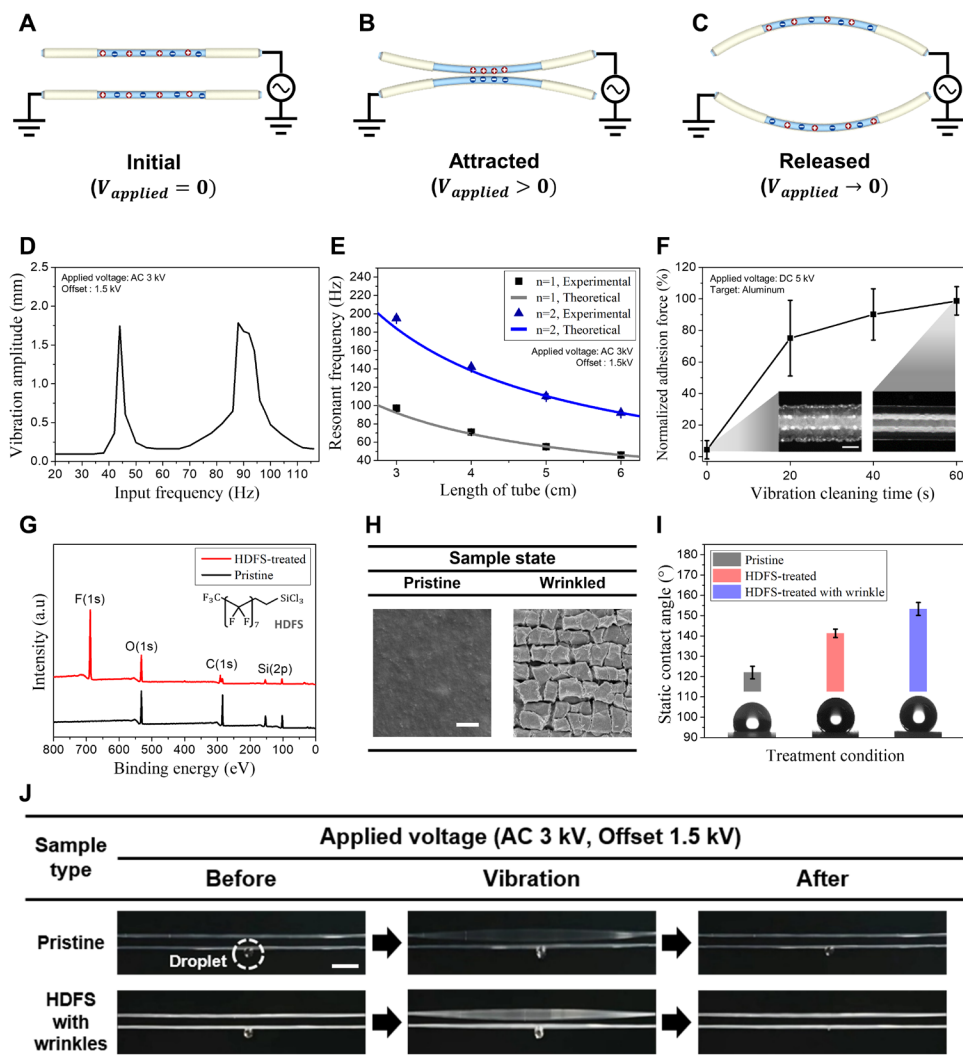 A
B
C
Initial
(V_applied = 0)
Attracted
(V_applied > 0)
Released
(V_applied → 0)
D
Applied voltage: AC 3 kV
Offset : 1.5 kV
Vibration amplitude (mm)
2.5
2.0
1.5
1.0
0.5
0.0
20 30 40 50 60 70 80 90 100 110
Input frequency (Hz)
E
Resonant frequency (Hz)
240
220
200
180
160
140
120
100
80
60
40
n=1, Experimental
n=1, Theoretical
n=2, Experimental
n=2, Theoretical
Applied voltage: AC 3kV
Offset : 1.5kV
3 4 5 6
Length of tube (cm)
F
Applied voltage: DC 5 kV
Target: Aluminum
Normalized adhesion force (%)
120
100
80
60
40
20
0
0 20 40 60
Vibration cleaning time (s)
G
HDFS-treated
Pristine
F₃C
F F
7
SiCl₃
HDFS
F(1s)
O(1s)
C(1s)
Si(2p)
Intensity (a.u)
800 700 600 500 400 300 200 100 0
Binding energy (eV)
H
Sample state
Pristine Wrinkled
I
Static contact angle (°)
190
180
170
160
150
140
130
120
110
100
90
Pristine
HDFS-treated
HDFS-treated with wrinkle
Treatment condition
J
Sample
type
Applied voltage (AC 3 kV, Offset 1.5 kV)
Before Vibration After
Pristine
Droplet
HDFS
with
wrinkles